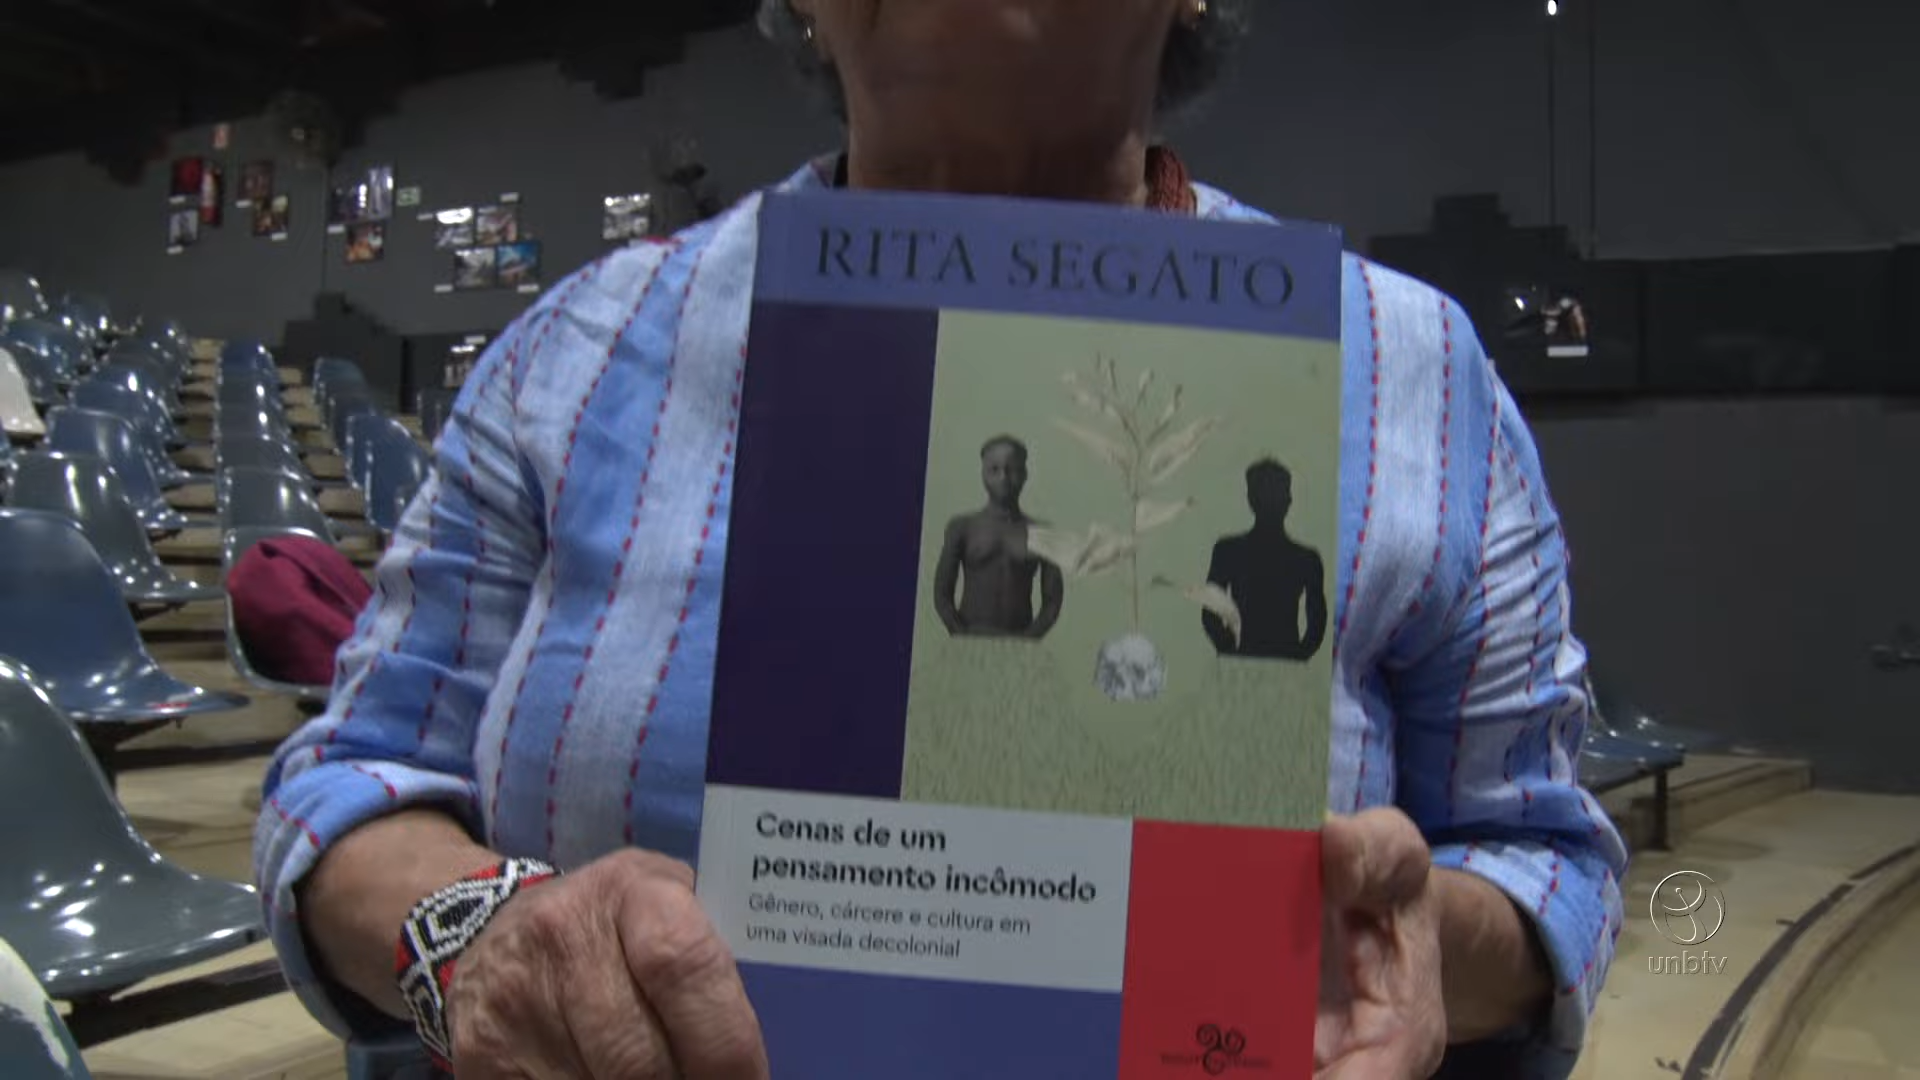 RITA SEGATO
Cenas de um
pensamento incômodo
Gênero, cárcere e cultura em
uma visada decolonial
unbtv